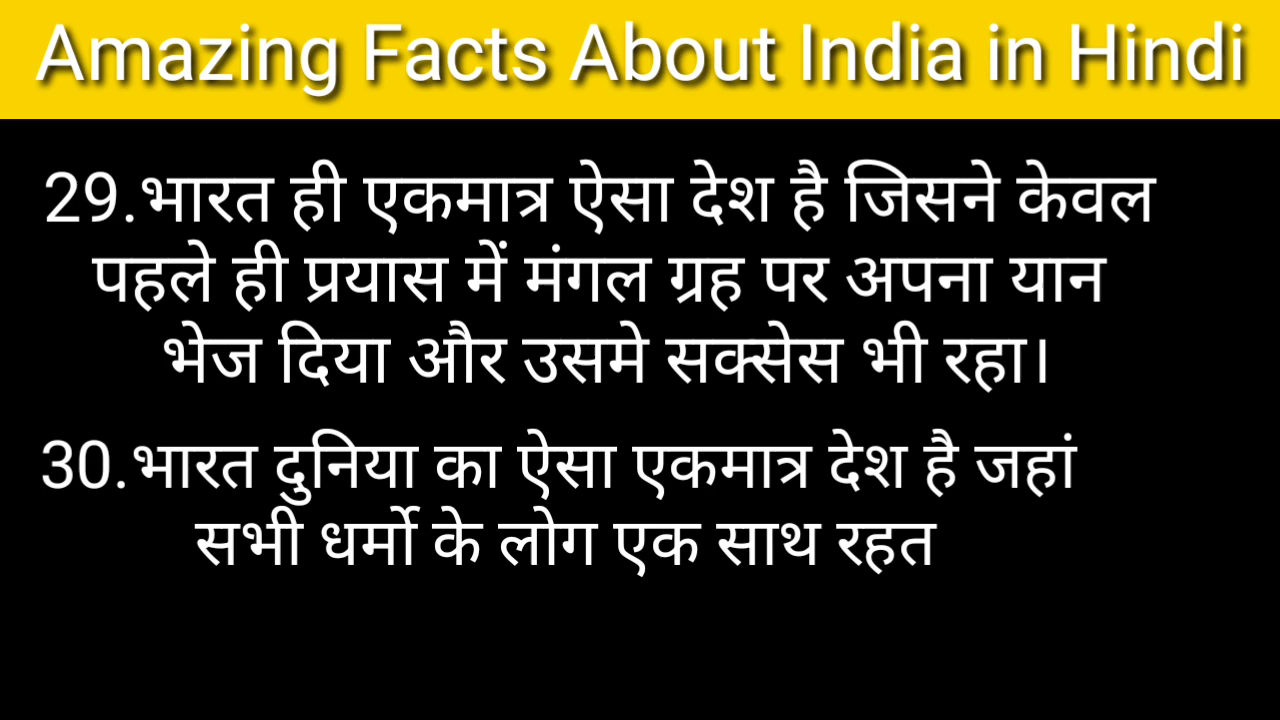 Amazing Facts About India in Hindi
29.भारत ही एकमात्र ऐसा देश है जिसने केवल
पहले ही प्रयास में मंगल ग्रह पर अपना यान
भेज दिया और उसमे सक्सेस भी रहा।
30.भारत दुनिया का ऐसा एकमात्र देश है जहां
सभी धर्मो के लोग एक साथ रहत